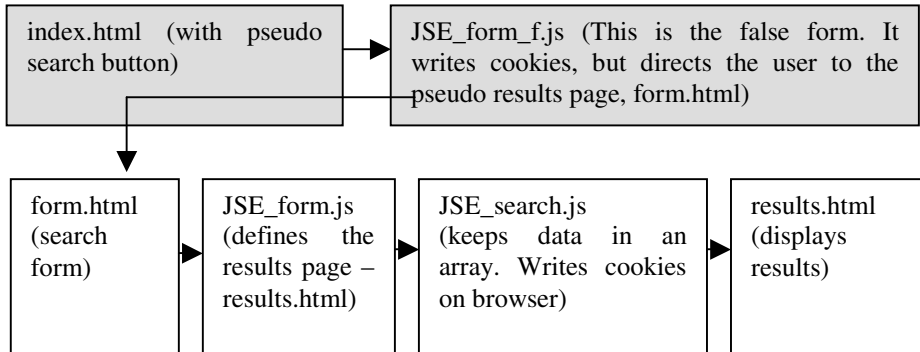 index.html (with pseudo
search button)
JSE_form_f.js (This is the false form. It
writes cookies, but directs the user to the
pseudo results page, form.html)
form.html
(search
form)
JSE_form.js
(defines the
results page –
results.html)
JSE_search.js
(keeps data in an
array. Writes cookies
on browser)
results.html
(displays
results)